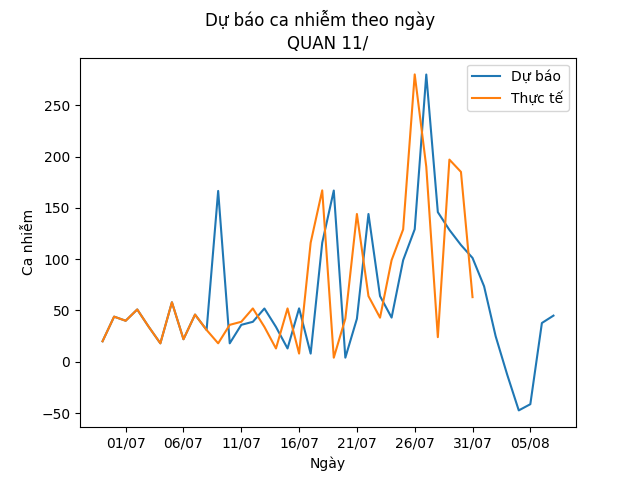 Dự báo ca nhiễm theo ngày
QUAN 11/
Dự báo
Thực tế
Ca nhiễm
250
200
150
100
50
0
−50
01/07 06/07 11/07 16/07 21/07 26/07 31/07 05/08
Ngày